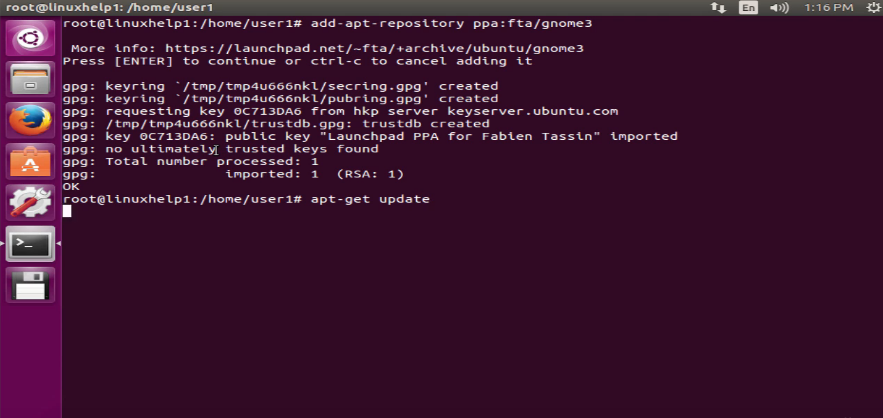 root@linuxhelp1: /home/user1
En
1:16 PM
root@linuxhelp1:/home/user1# add-apt-repository ppa:fta/gnome3
More info: https://launchpad.net/~fta/+archive/ubuntu/gnome3
Press [ENTER] to continue or ctrl-c to cancel adding it
gpg: keyring `/tmp/tmp4u666nkl/secring.gpg' created
gpg: keyring `/tmp/tmp4u666nkl/pubring.gpg' created
gpg: requesting key 0C713DA6 from hkp server keyserver.ubuntu.com
gpg: /tmp/tmp4u666nkl/trustdb.gpg: trustdb created
gpg: key 0C713DA6: public key "Launchpad PPA for Fabien Tassin" imported
gpg: no ultimately trusted keys found
gpg: Total number processed: 1
gpg:               imported: 1  (RSA: 1)
OK
root@linuxhelp1:/home/user1# apt-get update